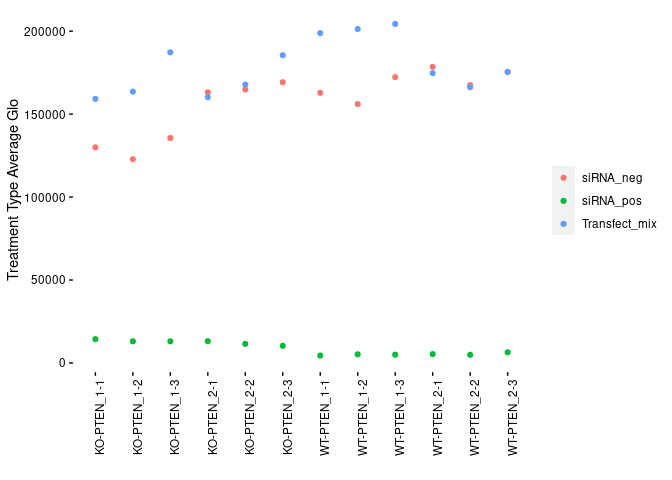 Treatment Type Average Glo
200000
150000
100000
50000
0
KO-PTEN_1-1
KO-PTEN_1-2
KO-PTEN_1-3
KO-PTEN_2-1
KO-PTEN_2-2
KO-PTEN_2-3
WT-PTEN_1-1
WT-PTEN_1-2
WT-PTEN_1-3
WT-PTEN_2-1
WT-PTEN_2-2
WT-PTEN_2-3
siRNA_neg
siRNA_pos
Transfect_mix